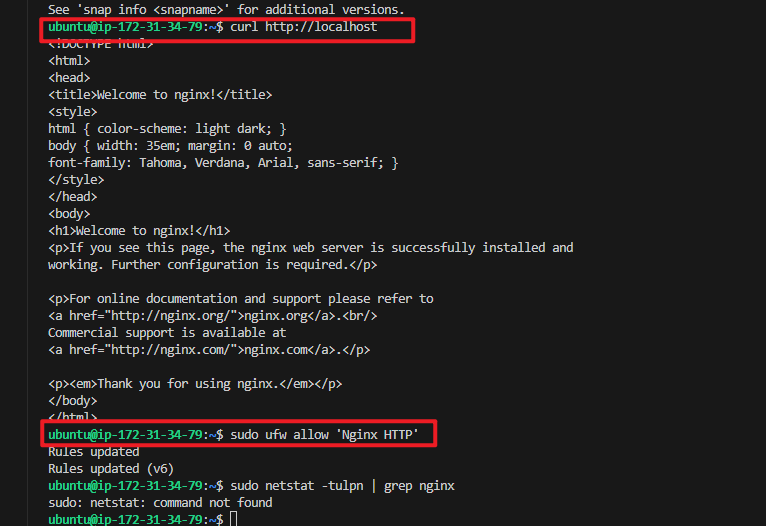 See 'snap info <snapname>' for additional versions.
ubuntu@ip-172-31-34-79:~$ curl http://localhost
<!DOCTYPE html>
<html>
<head>
<title>Welcome to nginx!</title>
<style>
html { color-scheme: light dark; }
body { width: 35em; margin: 0 auto;
font-family: Tahoma, Verdana, Arial, sans-serif; }
</style>
</head>
<body>
<h1>Welcome to nginx!</h1>
<p>If you see this page, the nginx web server is successfully installed and
working. Further configuration is required.</p>

<p>For online documentation and support please refer to
<a href="http://nginx.org/">nginx.org</a>.<br/>
Commercial support is available at
<a href="http://nginx.com/">nginx.com</a>.</p>

<p><em>Thank you for using nginx.</em></p>
</body>
</html>
ubuntu@ip-172-31-34-79:~$ sudo ufw allow 'Nginx HTTP'
Rules updated
Rules updated (v6)
ubuntu@ip-172-31-34-79:~$ sudo netstat -tulpn | grep nginx
sudo: netstat: command not found
ubuntu@ip-172-31-34-79:~$